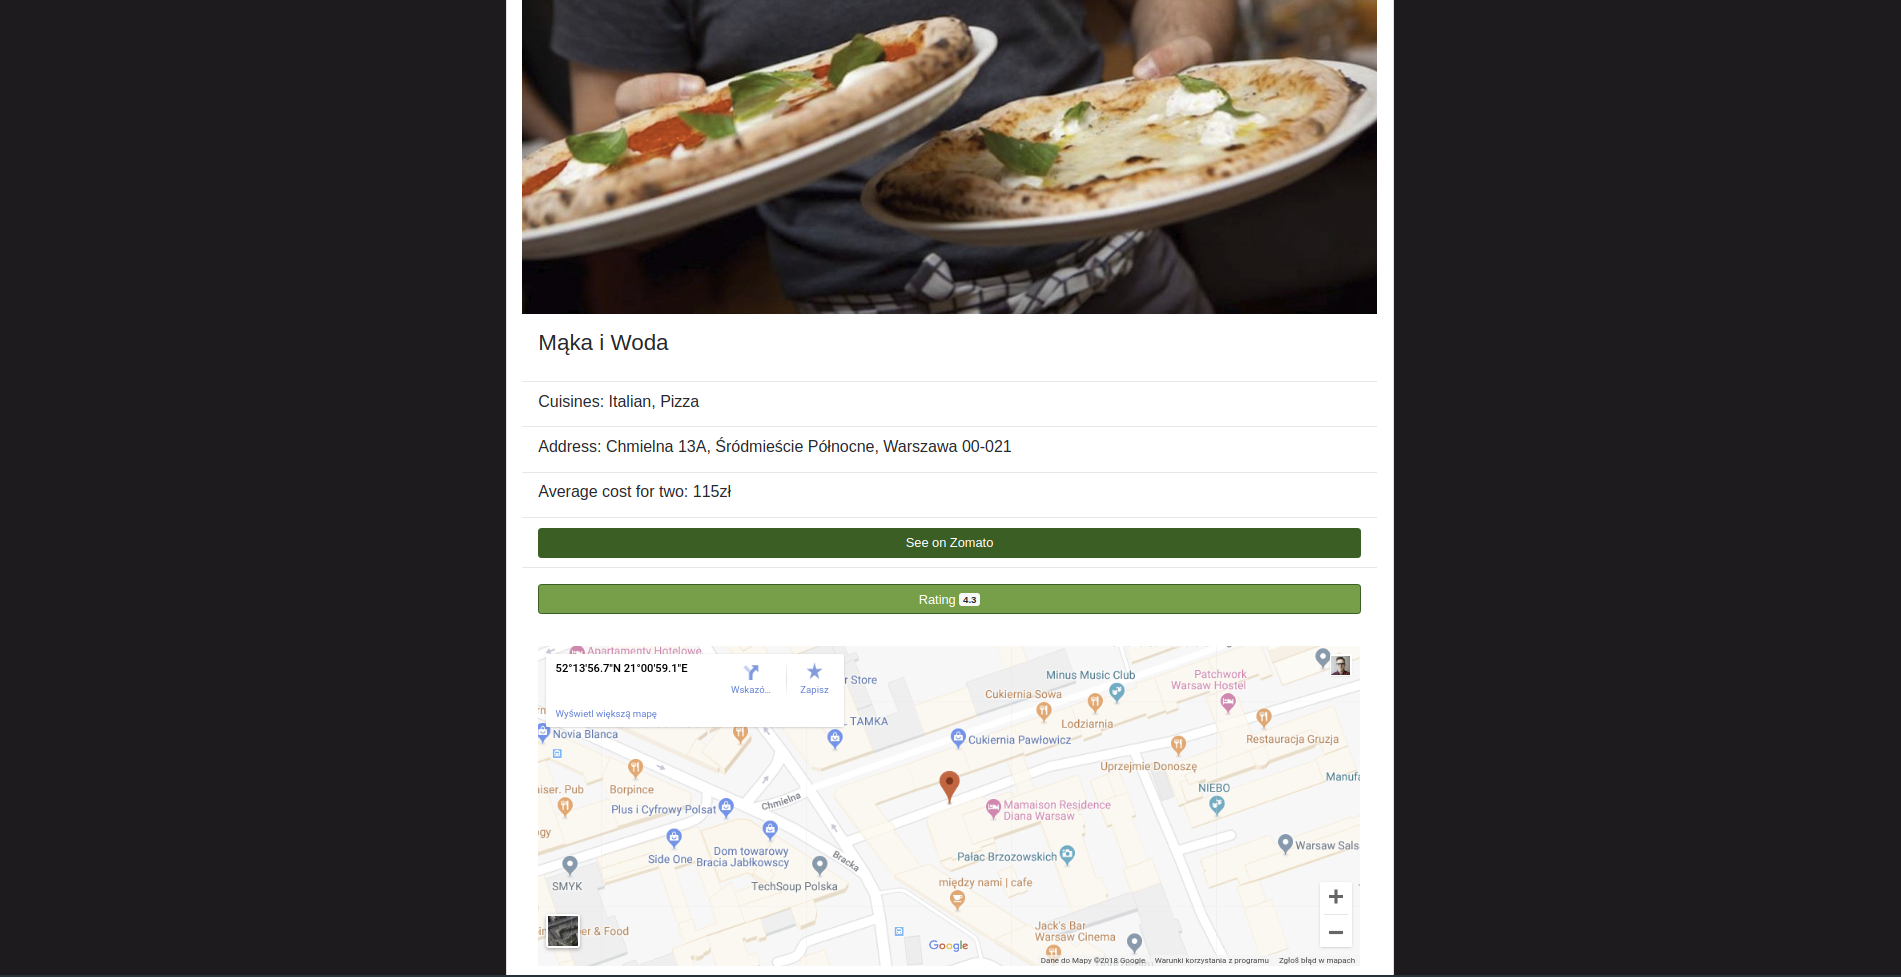 Mąka i Woda
Cuisines: Italian, Pizza
Address: Chmielna 13A, Śródmieście Północne, Warszawa 00-021
Average cost for two: 115zł
See on Zomato
Rating 4.3
Apartamenty Hotelowe
52°13'56.7"N 21°00'59.1"E
Wskazó...
Zapisz
Wyświetl większą mapę
r Store
Minus Music Club
Patchwork
Warsaw Hostel
Cukiernia Sowa
Lodziarnia
TAMKA
Novia Blanca
Cukiernia Pawłowicz
Restauracja Gruzja
Uprzejmie Donoszę
Manufa
iser. Pub
Borpince
NIEBO
Chmielna
Plus i Cyfrowy Polsat
Mamaison Residence
Diana Warsaw
ogy
Side One
Dom towarowy
Bracia Jabłkowscy
Bracka
Pałac Brzozowskich
Warsaw Sals
SMYK
TechSoup Polska
między nami | cafe
er & Food
Jack's Bar
Warsaw Cinema
Google
Dane do Mapy ©2018 Google
Warunki korzystania z programu
Zgłoś błąd w mapach